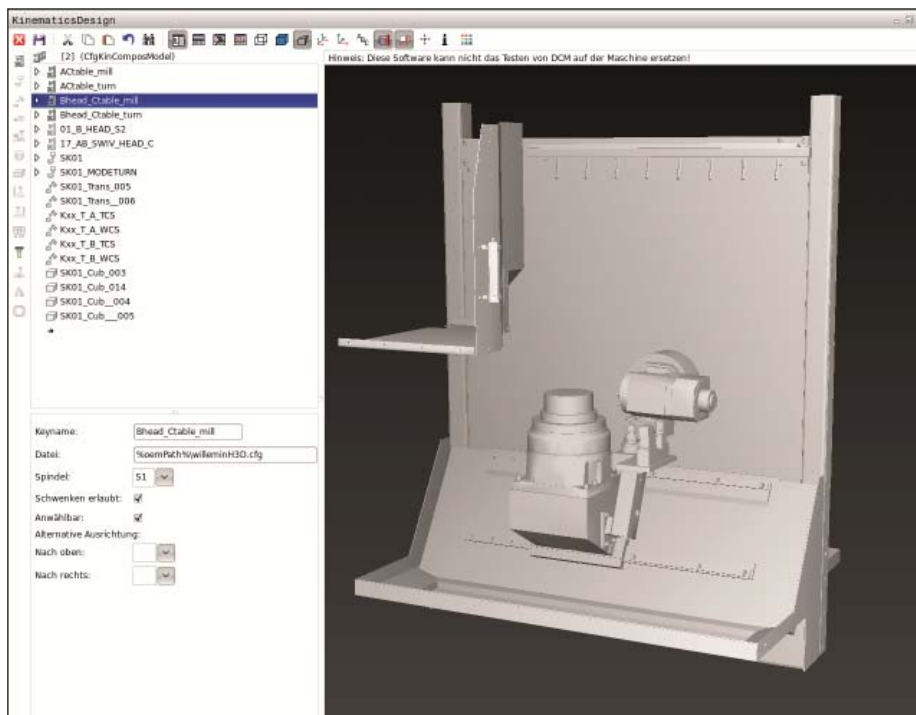 KinematicsDesign
[2] (CfgKinComposModel)
Hinweis: Diese Software kann nicht das Testen von DCM auf der Maschine ersetzen!
ACtable_mill
ACtable_turn
Bhead_Ctable_mill
Bhead_Ctable_turn
01_B_HEAD_S2
17_AB_SWIV_HEAD_C
SK01
SK01_MODETURN
SK01_Trans_005
SK01_Trans__006
Kxx_T_A_TCS
Kxx_T_A_WCS
Kxx_T_B_TCS
Kxx_T_B_WCS
SK01_Cub_003
SK01_Cub_014
SK01_Cub__004
SK01_Cub___005
Keyname: Bhead_Ctable_mill
Datei: %oemPath%\willeminH3D.cfg
Spindel: S1
Schwenken erlaubt:
Anwählbar:
Alternative Ausrichtung:
Nach oben:
Nach rechts: